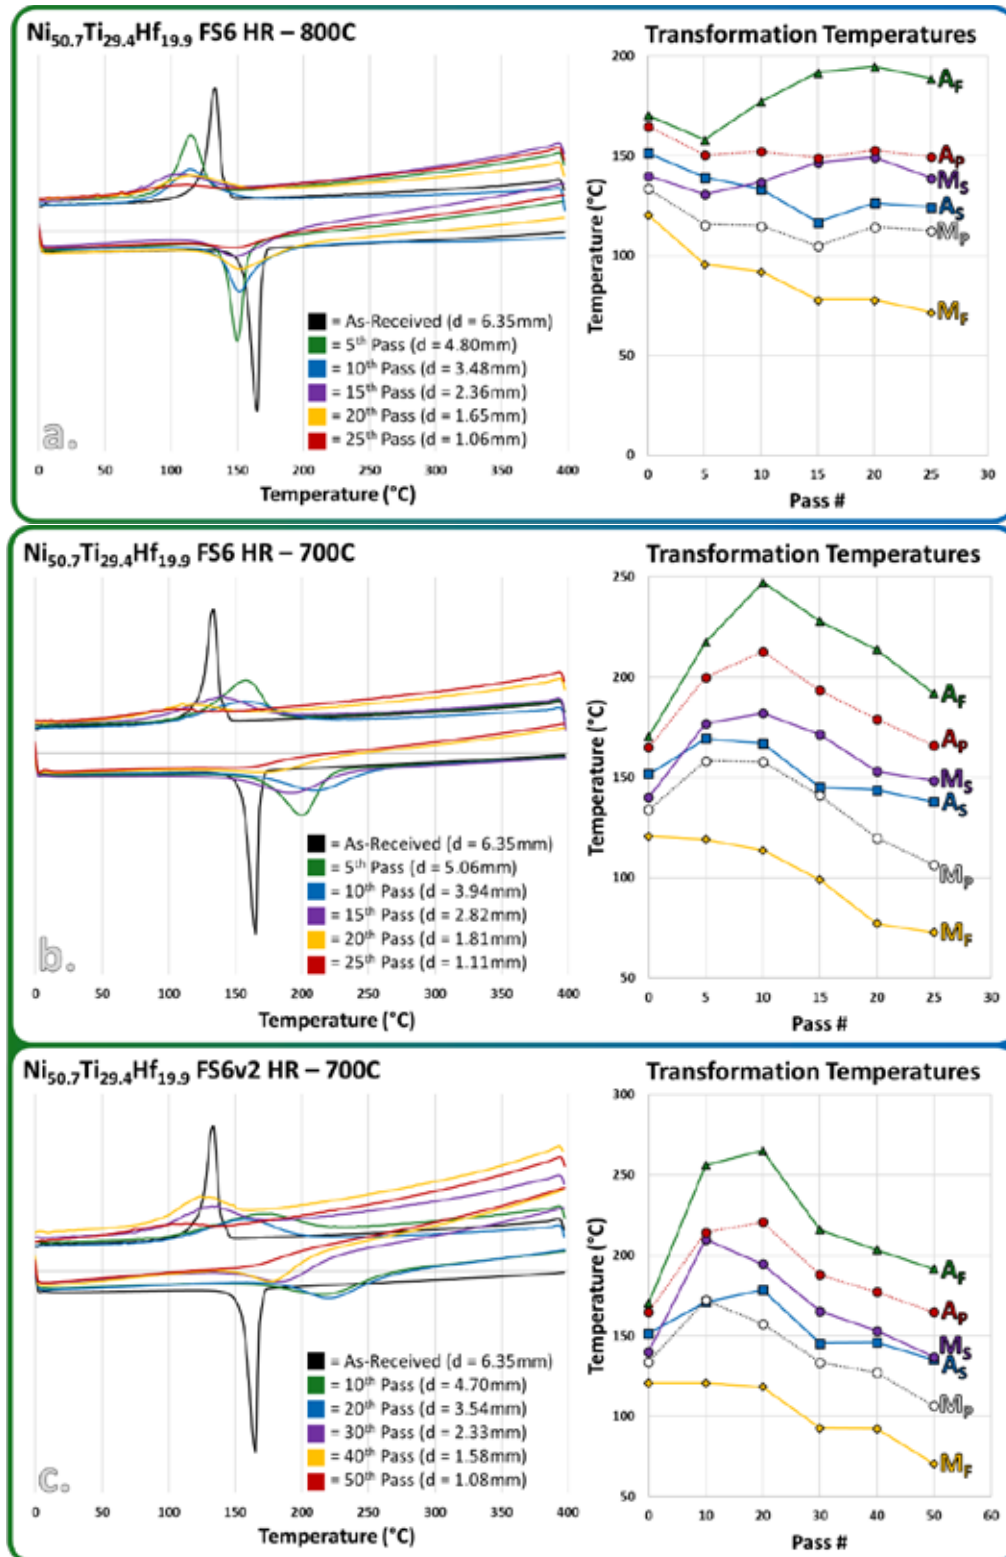 Ni50.7Ti29.4Hf19.9 FS6 HR – 800C
Transformation Temperatures
= As-Received (d = 6.35mm)
= 5th Pass (d = 4.80mm)
= 10th Pass (d = 3.48mm)
= 15th Pass (d = 2.36mm)
= 20th Pass (d = 1.65mm)
= 25th Pass (d = 1.06mm)
a.
0 50 100 150 200 250 300 350 400
Temperature (°C)
200
150
100
50
0
Temperature (°C)
AF
AP
MS
AS
MP
MF
0 5 10 15 20 25 30
Pass #
Ni50.7Ti29.4Hf19.9 FS6 HR – 700C
Transformation Temperatures
= As-Received (d = 6.35mm)
= 5th Pass (d = 5.06mm)
= 10th Pass (d = 3.94mm)
= 15th Pass (d = 2.82mm)
= 20th Pass (d = 1.81mm)
= 25th Pass (d = 1.11mm)
b.
0 50 100 150 200 250 300 350 400
Temperature (°C)
250
200
150
100
50
Temperature (°C)
AF
AP
MS
AS
MP
MF
0 5 10 15 20 25 30
Pass #
Ni50.7Ti29.4Hf19.9 FS6v2 HR – 700C
Transformation Temperatures
= As-Received (d = 6.35mm)
= 10th Pass (d = 4.70mm)
= 20th Pass (d = 3.54mm)
= 30th Pass (d = 2.33mm)
= 40th Pass (d = 1.58mm)
= 50th Pass (d = 1.08mm)
c.
0 50 100 150 200 250 300 350 400
Temperature (°C)
300
250
200
150
100
50
Temperature (°C)
AF
AP
MS
AS
MP
MF
0 10 20 30 40 50 60
Pass #